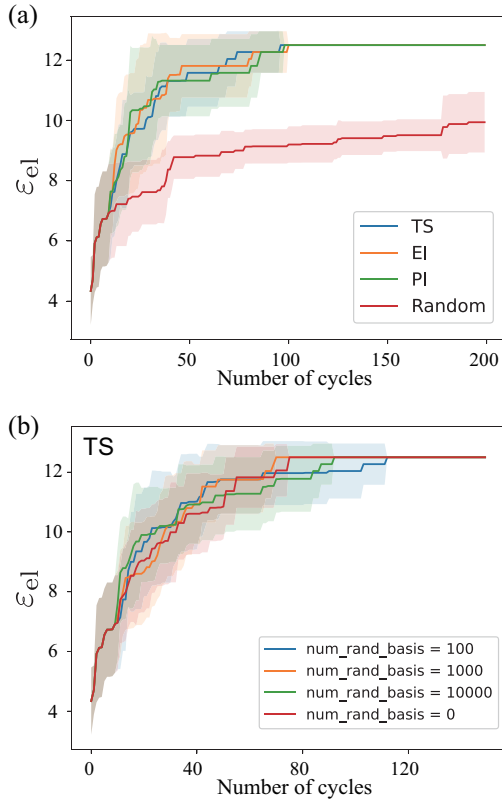 (a)
12
10
8
6
4
ε_el
TS
EI
PI
Random
0
50
100
150
200
Number of cycles
(b)
TS
12
10
8
6
4
ε_el
num_rand_basis = 100
num_rand_basis = 1000
num_rand_basis = 10000
num_rand_basis = 0
0
40
80
120
Number of cycles